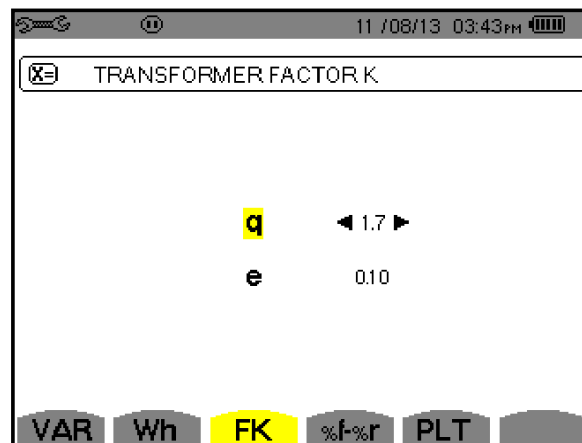 11 /08/13 03:43PM
X= TRANSFORMER FACTOR K
q ◀ 1.7 ▶
e 0.10
VAR Wh FK %f-%r PLT